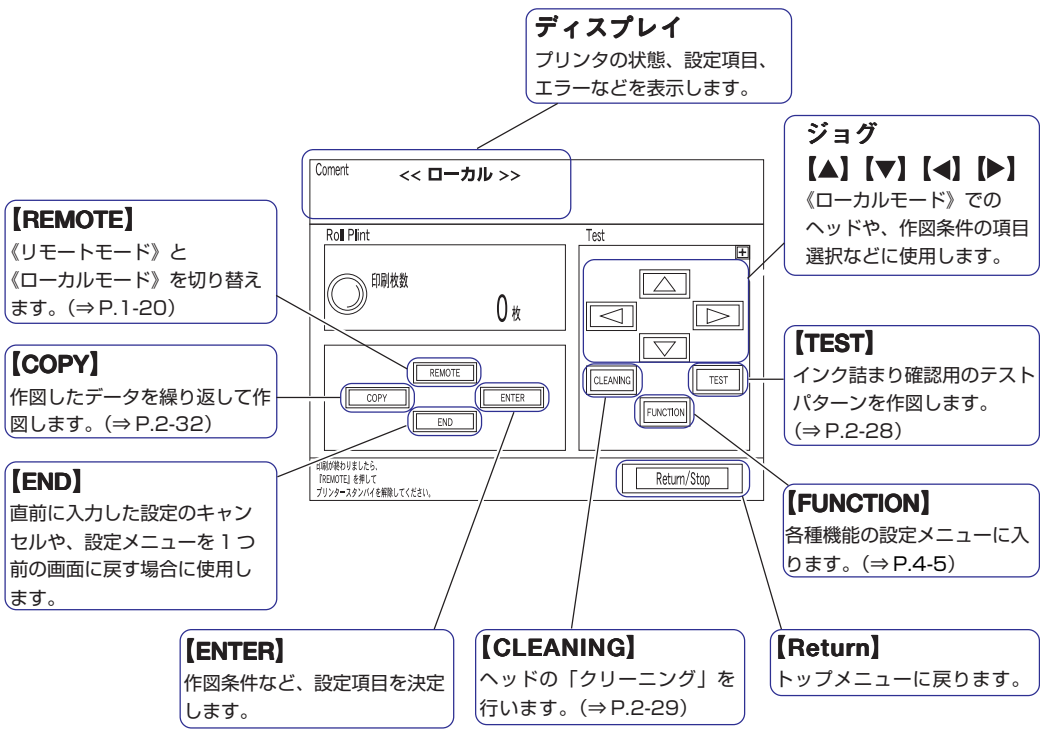 ディスプレイ
プリンタの状態、設定項目、
エラーなどを表示します。
ジョグ
【▲】【▼】【◀】【▶】
《ローカルモード》での
ヘッドや、作図条件の項目
選択などに使用します。
Coment
<< ローカル >>
【REMOTE】
《リモートモード》と
《ローカルモード》を切り替え
ます。(⇒P.1-20)
Roll Plint
印刷枚数
0 枚
Test
【COPY】
作図したデータを繰り返して作
図します。(⇒P.2-32)
REMOTE
COPY
ENTER
END
CLEANING
TEST
FUNCTION
【TEST】
インク詰まり確認用のテスト
パターンを作図します。
(⇒P.2-28)
【END】
直前に入力した設定のキャン
セルや、設定メニューを1つ
前の画面に戻す場合に使用し
ます。
印刷が終わりましたら、
『REMOTE』を押して
プリンタースタンバイを解除してください。
Return/Stop
【FUNCTION】
各種機能の設定メニューに入
ります。(⇒P.4-5)
【ENTER】
作図条件など、設定項目を決定
します。
【CLEANING】
ヘッドの「クリーニング」を
行います。(⇒P.2-29)
【Return】
トップメニューに戻ります。